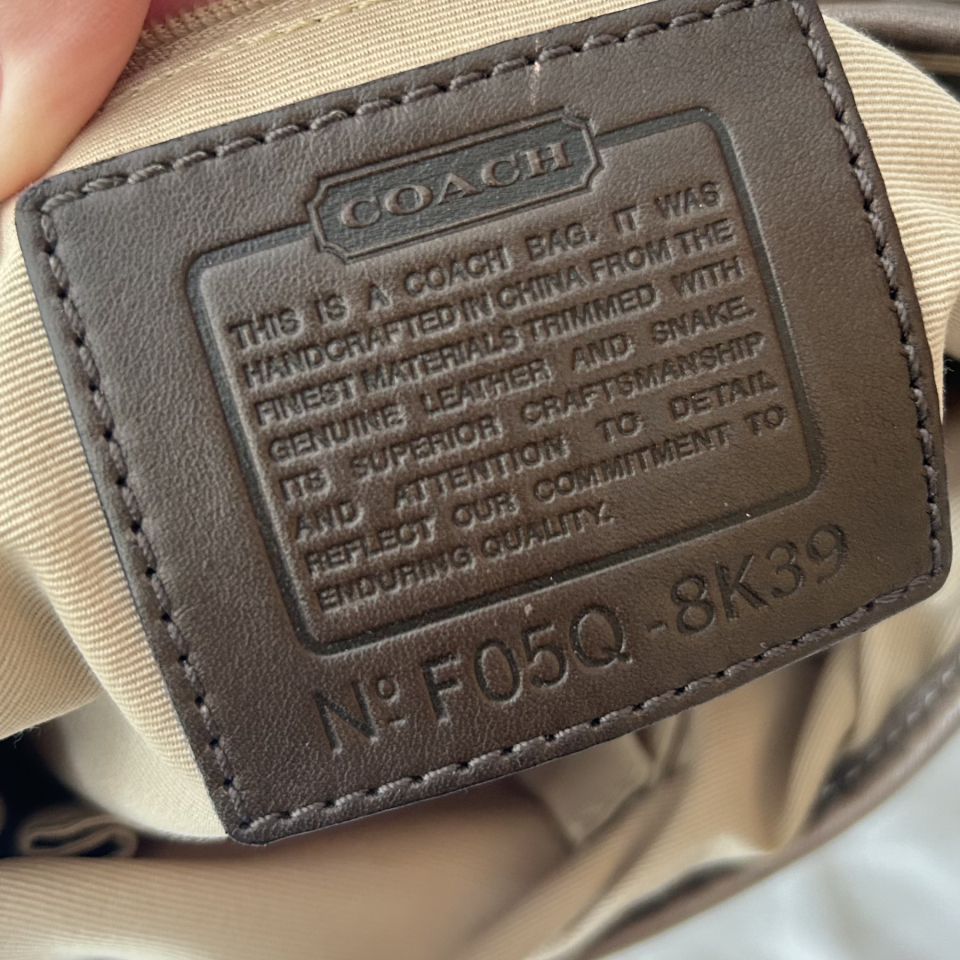 COACH
THIS IS A COACH BAG. IT WAS
HANDCRAFTED IN CHINA FROM THE
FINEST MATERIALS TRIMMED WITH
GENUINE LEATHER AND SNAKE.
ITS SUPERIOR CRAFTSMANSHIP
AND ATTENTION TO DETAIL
REFLECT OUR COMMITMENT TO
ENDURING QUALITY.
Nº F05Q-8K39